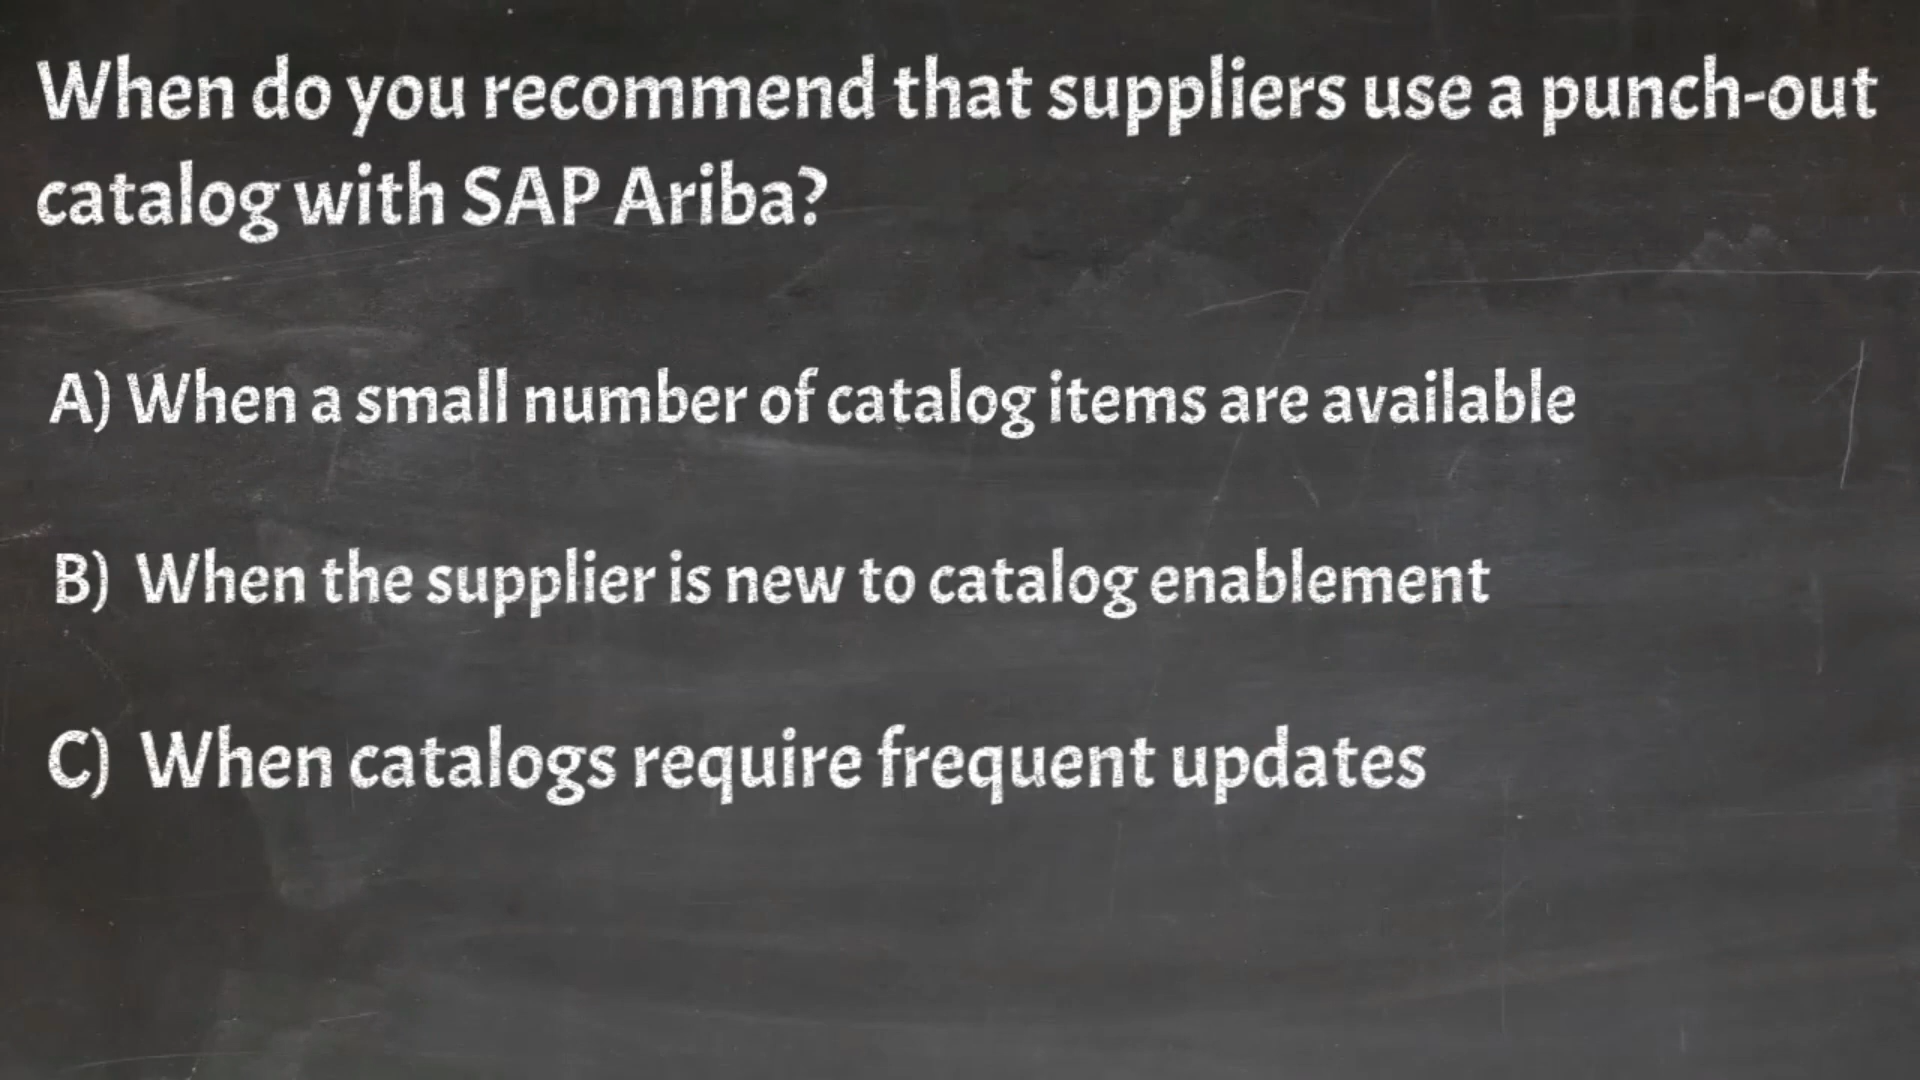 When do you recommend that suppliers use a punch-out
catalog with SAP Ariba?
A) When a small number of catalog items are available
B) When the supplier is new to catalog enablement
C) When catalogs require frequent updates